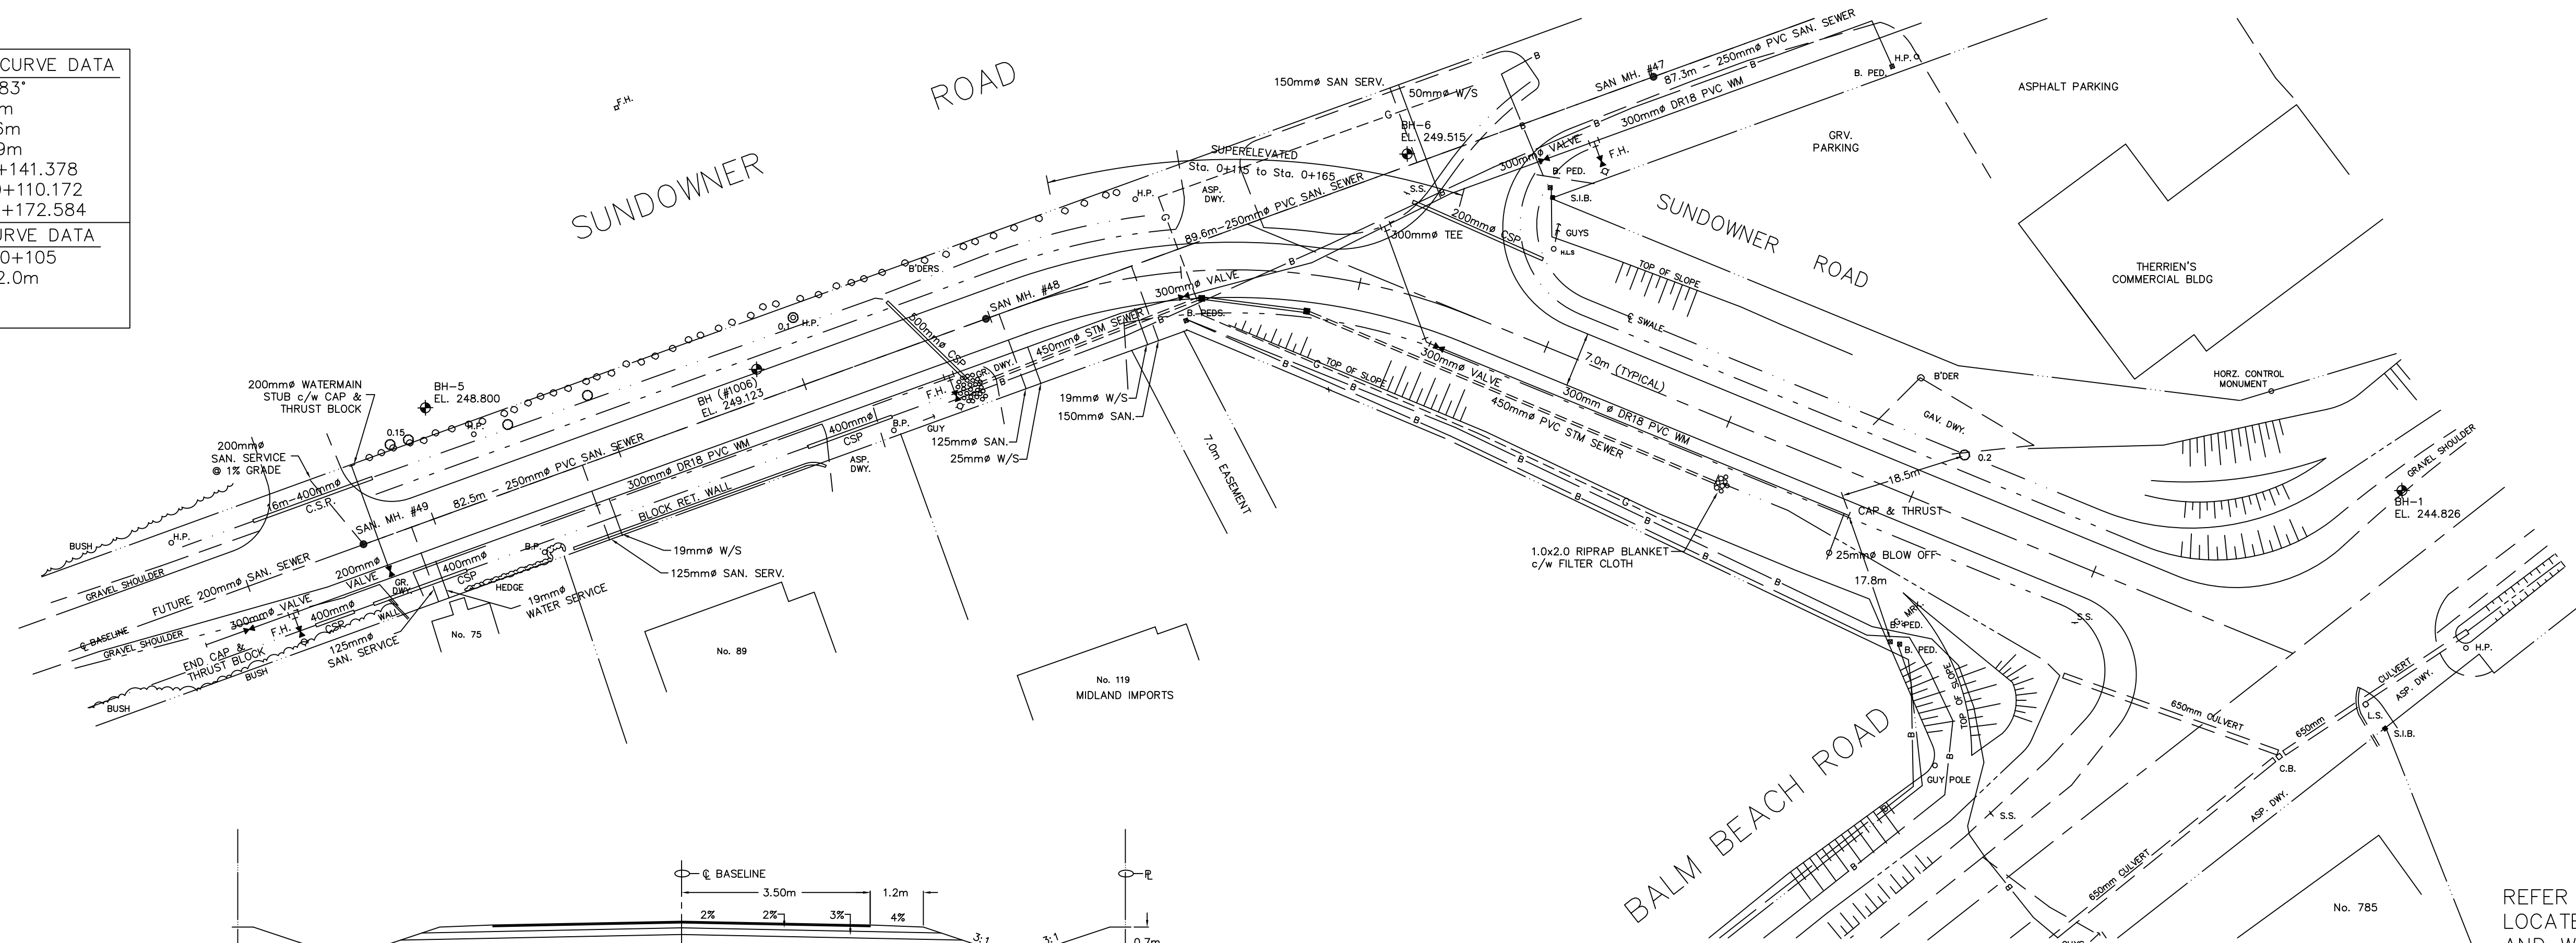 CURVE DATA
83°
m
6m
9m
+141.378
0+110.172
+172.584
URVE DATA
0+105
2.0m
SUNDOWNER
ROAD
F.H.
150mmø SAN SERV.
50mmø W/S
B
SAN MH. #47
87.3m - 250mmø PVC SAN. SEWER
B
300mmø DR18 PVC WM
B. PED.
H.P.
ASPHALT PARKING
GRV.
PARKING
G
BH-6
EL. 249.515
B
B
300mmø VALVE
F.H.
B. PED.
S.I.B.
SUPERELEVATED
Sta. 0+115 to Sta. 0+165
S.S.
B
ASP.
DWY.
H.P.
G
89.6m-250mmø PVC SAN. SEWER
300mmø TEE
200mmø CSP
GUYS
H.L.S
SUNDOWNER
ROAD
THERRIEN'S
COMMERCIAL BLDG
TOP OF SLOPE
℄ SWALE
B'DERS
0.1
H.P.
SAN MH. #48
300mmø VALVE
B
B
B. PEDS.
500mmø CSP
450mmø STM SEWER
GR. DWY.
B
F.H.
TOP OF SLOPE
B
G
B
300mmø VALVE
7.0m (TYPICAL)
450mmø PVC STM SEWER
300mm ø DR18 PVC WM
HORZ. CONTROL
MONUMENT
B'DER
GAV. DWY.
0.2
18.5m
GRAVEL SHOULDER
BH-1
EL. 244.826
200mmø WATERMAIN
STUB c/w CAP &
THRUST BLOCK
BH-5
EL. 248.800
BH (#1006)
EL. 249.123
0.15
H.P.
200mmø
SAN. SERVICE
@ 1% GRADE
16m-400mmø
C.S.P.
SAN. MH. #49
82.5m - 250mmø PVC SAN. SEWER
300mmø DR18 PVC WM
400mmø
CSP
B.P.
GUY
ASP.
DWY.
BLOCK RET. WALL
125mmø SAN.
25mmø W/S
19mmø W/S
150mmø SAN.
7.0m EASEMENT
CAP & THRUST
25mmø BLOW OFF
17.8m
1.0x2.0 RIPRAP BLANKET
c/w FILTER CLOTH
BUSH
H.P.
GRAVEL SHOULDER
FUTURE 200mmø SAN. SEWER
200mmø
VALVE
GR.
DWY.
400mmø
CSP
B.P.
HEDGE
19mmø W/S
125mmø SAN. SERV.
19mmø
WATER SERVICE
℄ BASELINE
GRAVEL SHOULDER
300mmø VALVE
F.H.
400mmø
CSP
WALL
END CAP &
THRUST BLOCK
125mmø
SAN. SERVICE
BUSH
BUSH
No. 75
No. 89
No. 119
MIDLAND IMPORTS
B. PED.
B. PED.
TOP OF SLOPE
S.S.
650mm CULVERT
650mm
CULVERT
ASP. DWY.
H.P.
L.S.
S.I.B.
C.B.
GUY POLE
S.S.
BALM BEACH ROAD
B
B
B
B
B
ASP. DWY.
650mmø CULVERT
No. 785
℄ BASELINE
3.50m
1.2m
2%
2%
3%
4%
3:1
3:1
0.7m
REFER
LOCATE